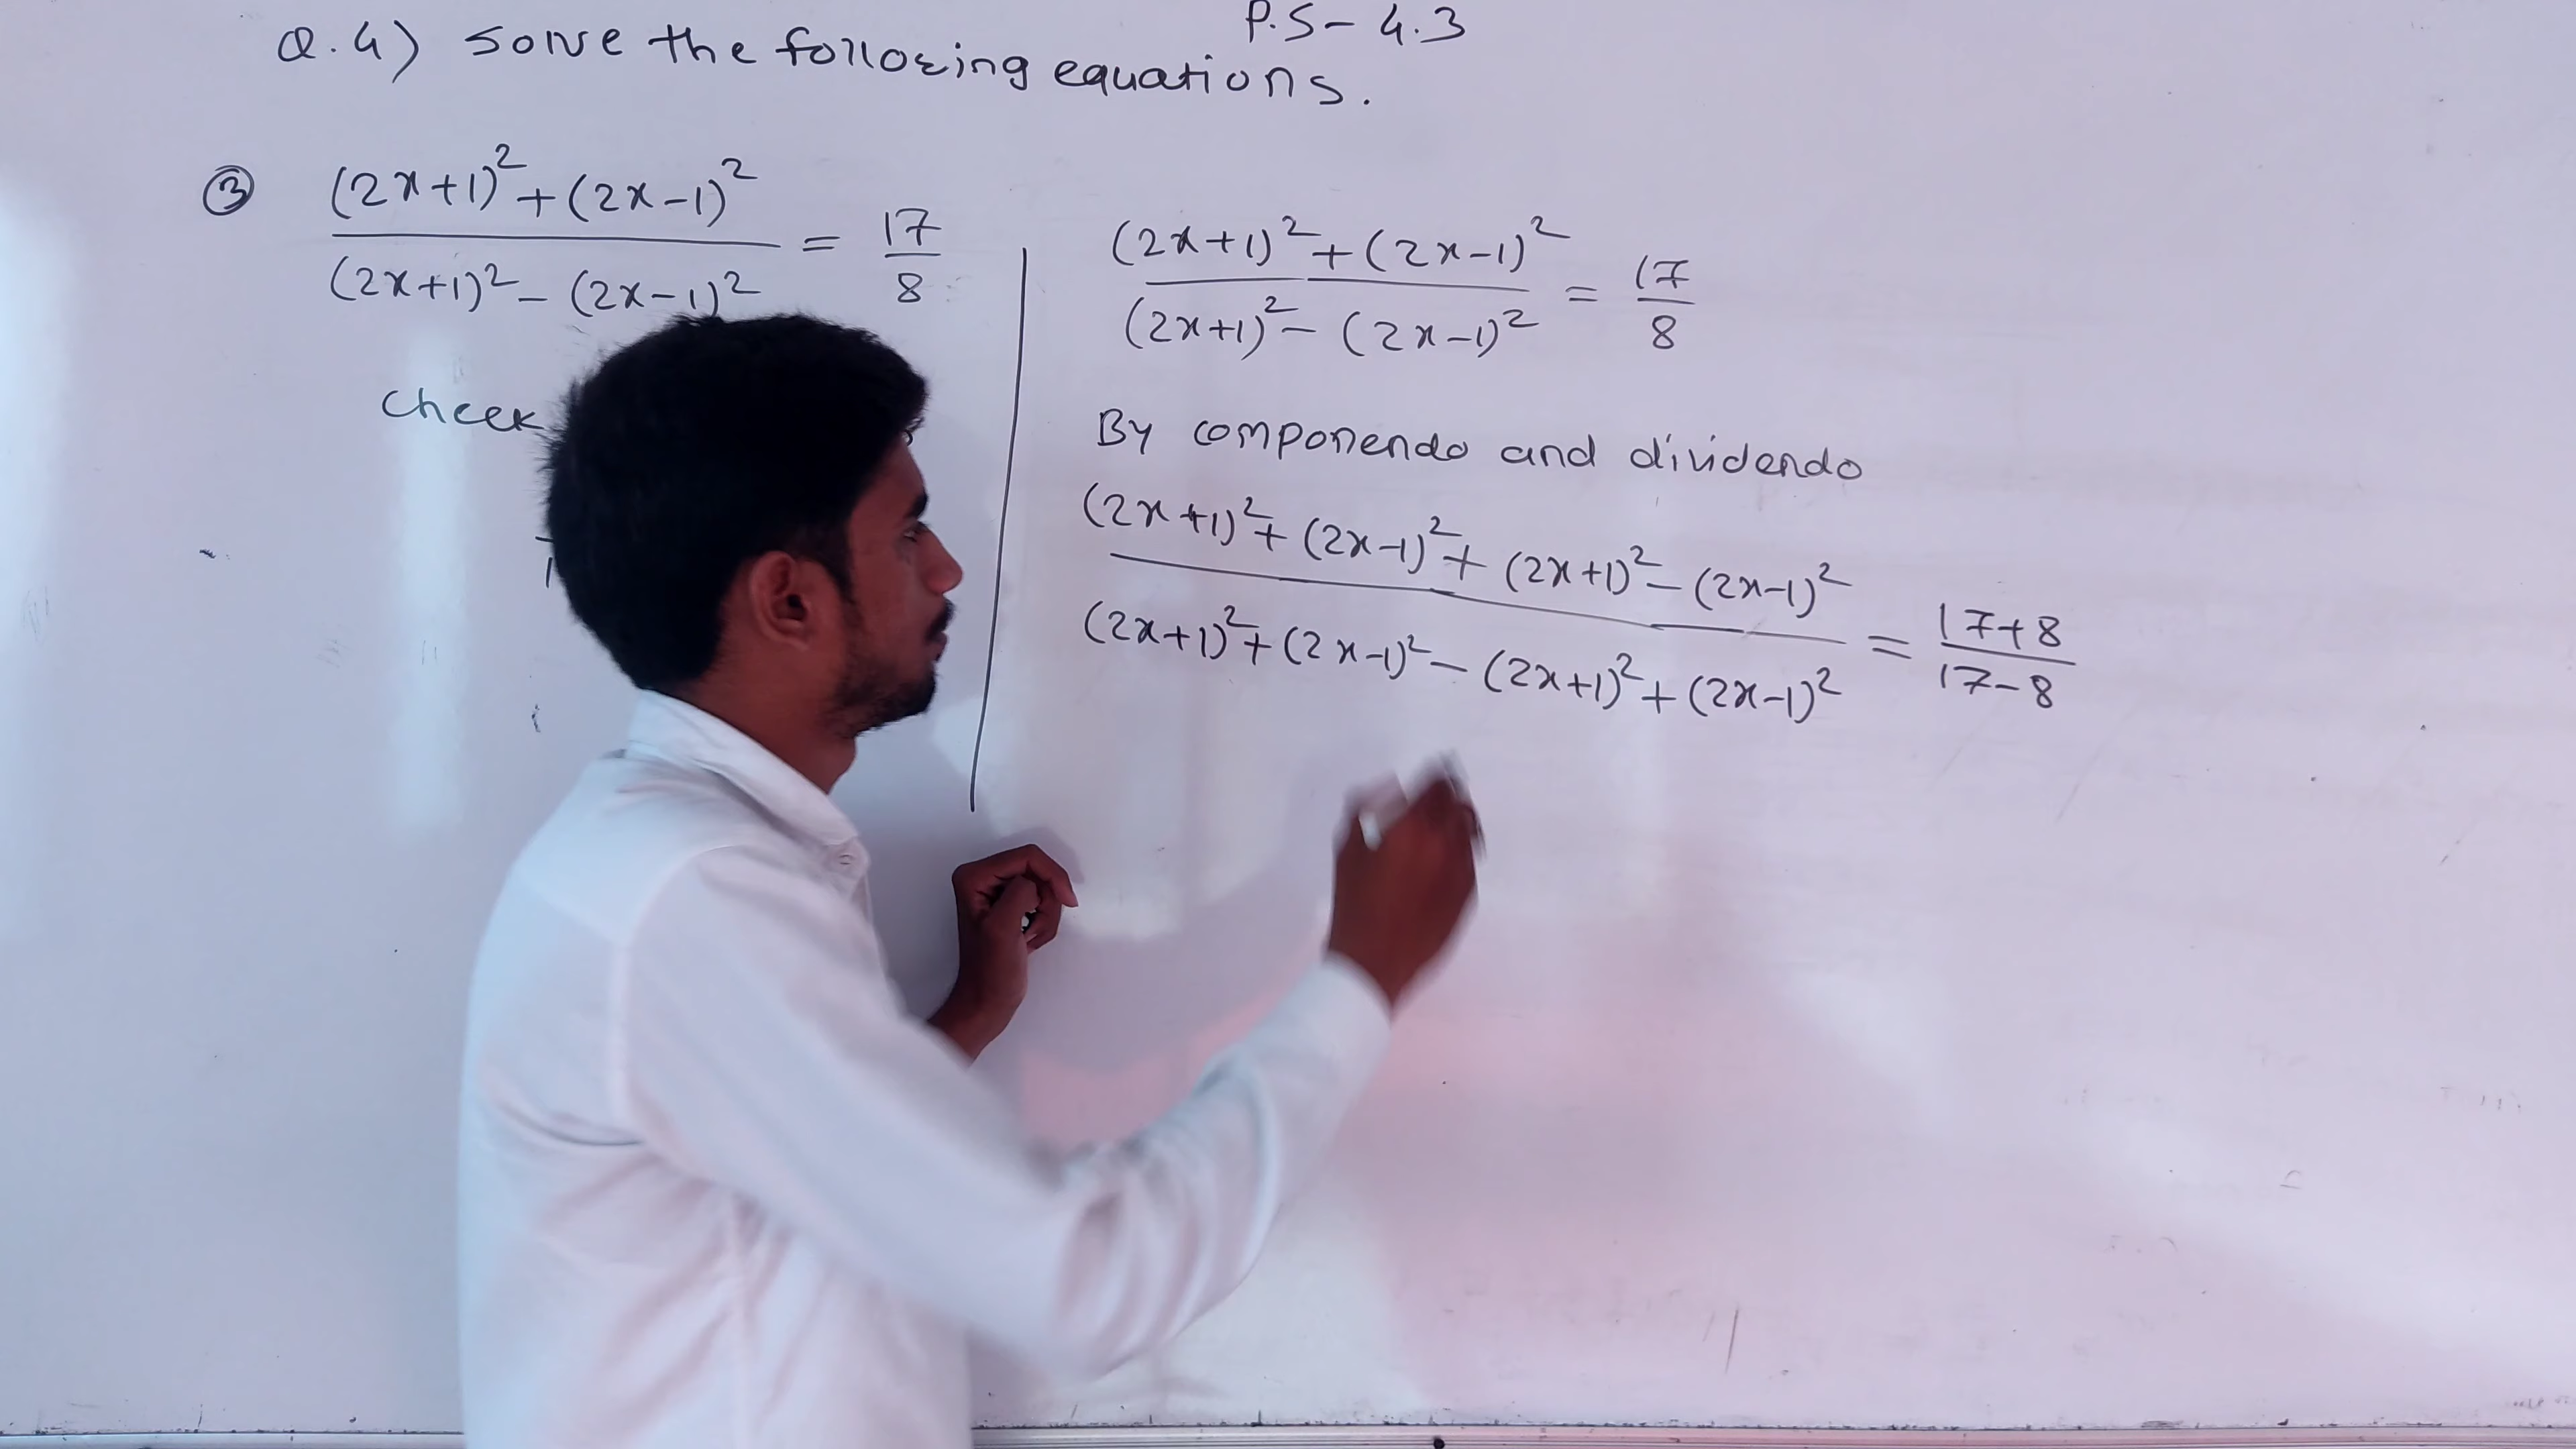 P.S- 4.3
Q.4) Solve the following equations.
③ (2x+1)²+(2x-1)² / (2x+1)²-(2x-1)² = 17/8
check
(2x+1)²+(2x-1)² / (2x+1)²-(2x-1)² = 17/8
By componendo and dividendo
(2x+1)²+(2x-1)²+(2x+1)²-(2x-1)² / (2x+1)²+(2x-1)²-(2x+1)²+(2x-1)² = 17+8 / 17-8